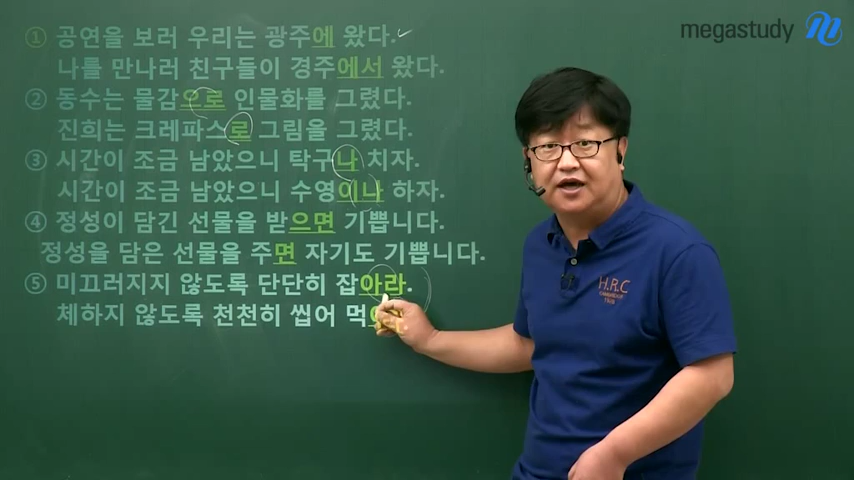 megastudy
① 공연을 보러 우리는 광주에 왔다.
나를 만나러 친구들이 경주에서 왔다.
② 동수는 물감으로 인물화를 그렸다.
진희는 크레파스로 그림을 그렸다.
③ 시간이 조금 남았으니 탁구나 치자.
시간이 조금 남았으니 수영이나 하자.
④ 정성이 담긴 선물을 받으면 기쁩니다.
정성을 담은 선물을 주면 자기도 기쁩니다.
⑤ 미끄러지지 않도록 단단히 잡아라.
체하지 않도록 천천히 씹어 먹
H.R.C